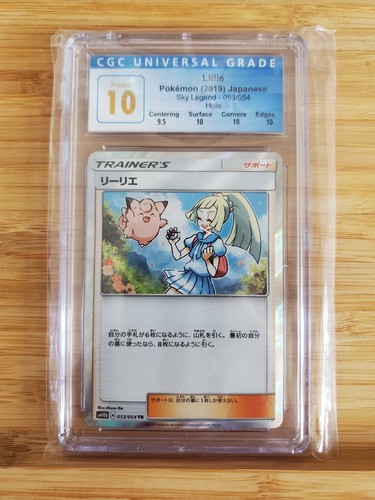 CGC UNIVERSAL GRADE
Pristine
10
Lillie
Pokémon (2019) Japanese
Sky Legend - 053/054
Holo
Centering Surface Corners Edges
9.5 10 10 10
TRAINER'S
サポート
リーリエ
自分の手札が6枚になるように、山札を引く。最初の自分
の番に使ったなら、8枚になるように引く。
サポートは、自分の番に1枚しか使えない。
053/054 TR